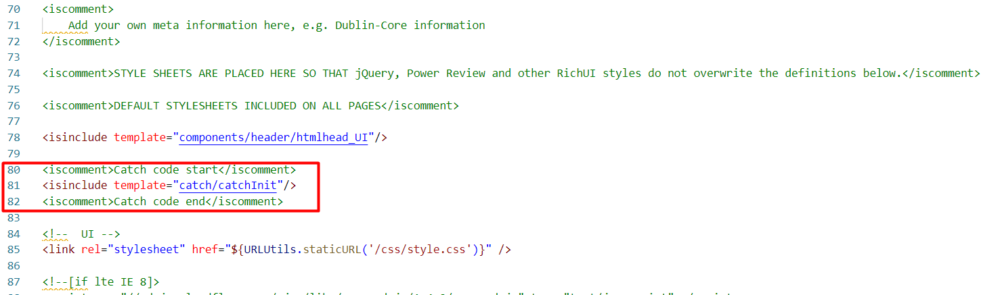 70 <iscomment>
71 Add your own meta information here, e.g. Dublin-Core information
72 </iscomment>
73
74 <iscomment>STYLE SHEETS ARE PLACED HERE SO THAT jQuery, Power Review and other RichUI styles do not overwrite the definitions below.</iscomment>
75
76 <iscomment>DEFAULT STYLESHEETS INCLUDED ON ALL PAGES</iscomment>
77
78 <isinclude template="components/header/htmlhead_UI"/>
79
80 <iscomment>Catch code start</iscomment>
81 <isinclude template="catch/catchInit"/>
82 <iscomment>Catch code end</iscomment>
83
84 <!--  UI -->
85 <link rel="stylesheet" href="${URLUtils.staticURL('/css/style.css')}" />
86
87 <!--[if lte IE 8]>